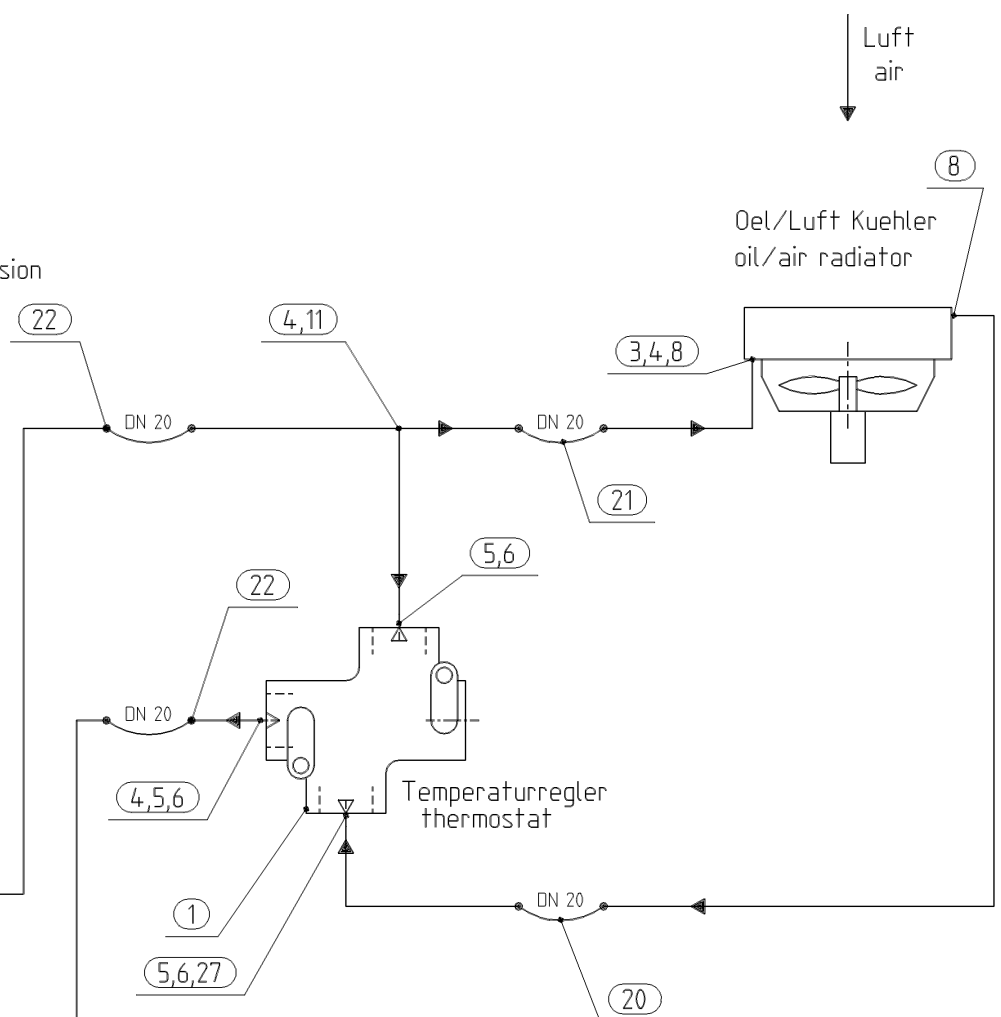 Luft
air
8
Oel/Luft Kuehler
oil/air radiator
sion
22
4,11
3,4,8
DN 20
DN 20
21
5,6
22
DN 20
4,5,6
Temperaturregler
thermostat
1
DN 20
5,6,27
20